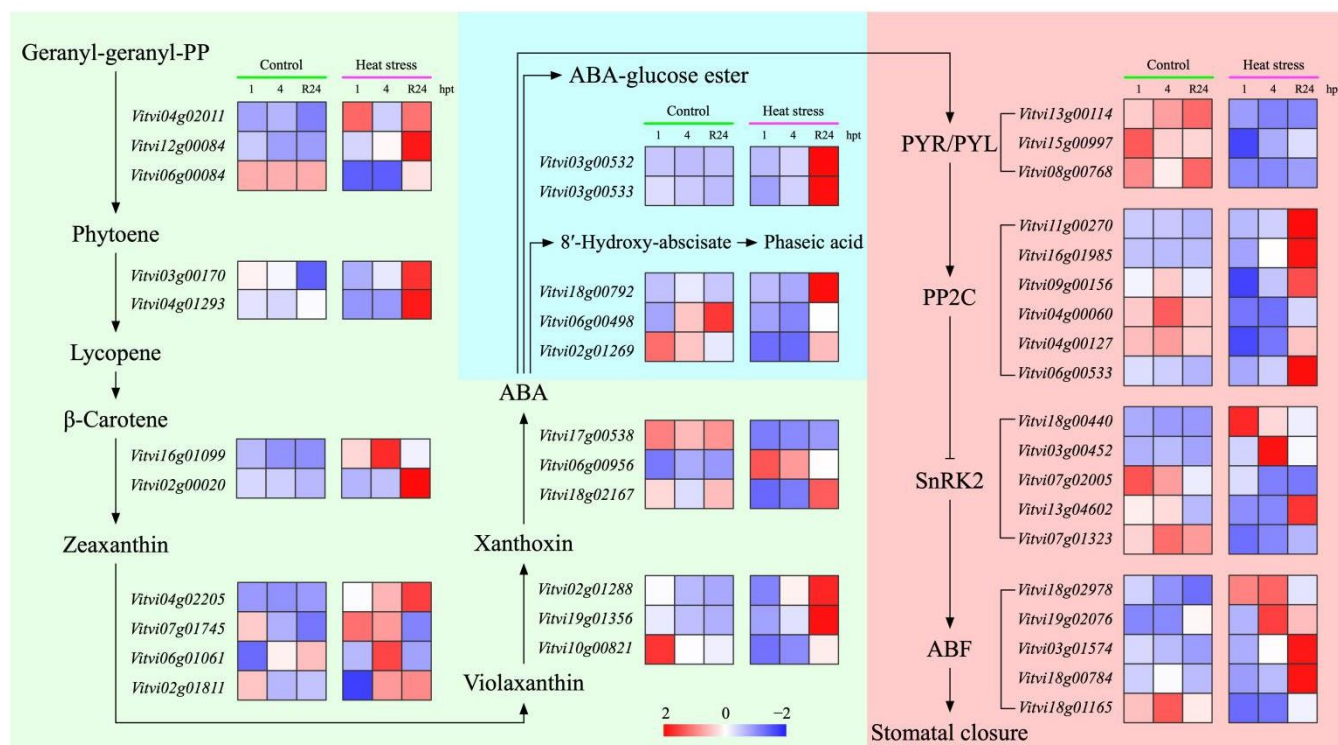 Geranyl-geranyl-PP
Control Heat stress
1 4 R24 1 4 R24 hpt
Vitvi04g02011
Vitvi12g00084
Vitvi06g00084
Phytoene
Vitvi03g00170
Vitvi04g01293
Lycopene
β-Carotene
Vitvi16g01099
Vitvi02g00020
Zeaxanthin
Vitvi04g02205
Vitvi07g01745
Vitvi06g01061
Vitvi02g01811
ABA-glucose ester
Control Heat stress
1 4 R24 1 4 R24 hpt
Vitvi03g00532
Vitvi03g00533
8′-Hydroxy-abscisate Phaseic acid
Vitvi18g00792
Vitvi06g00498
Vitvi02g01269
ABA
Vitvi17g00538
Vitvi06g00956
Vitvi18g02167
Xanthoxin
Vitvi02g01288
Vitvi19g01356
Vitvi10g00821
Violaxanthin
2 0 −2
Control Heat stress
1 4 R24 1 4 R24 hpt
PYR/PYL
Vitvi13g00114
Vitvi15g00997
Vitvi08g00768
PP2C
Vitvi11g00270
Vitvi16g01985
Vitvi09g00156
Vitvi04g00060
Vitvi04g00127
Vitvi06g00533
SnRK2
Vitvi18g00440
Vitvi03g00452
Vitvi07g02005
Vitvi13g04602
Vitvi07g01323
ABF
Vitvi18g02978
Vitvi19g02076
Vitvi03g01574
Vitvi18g00784
Vitvi18g01165
Stomatal closure